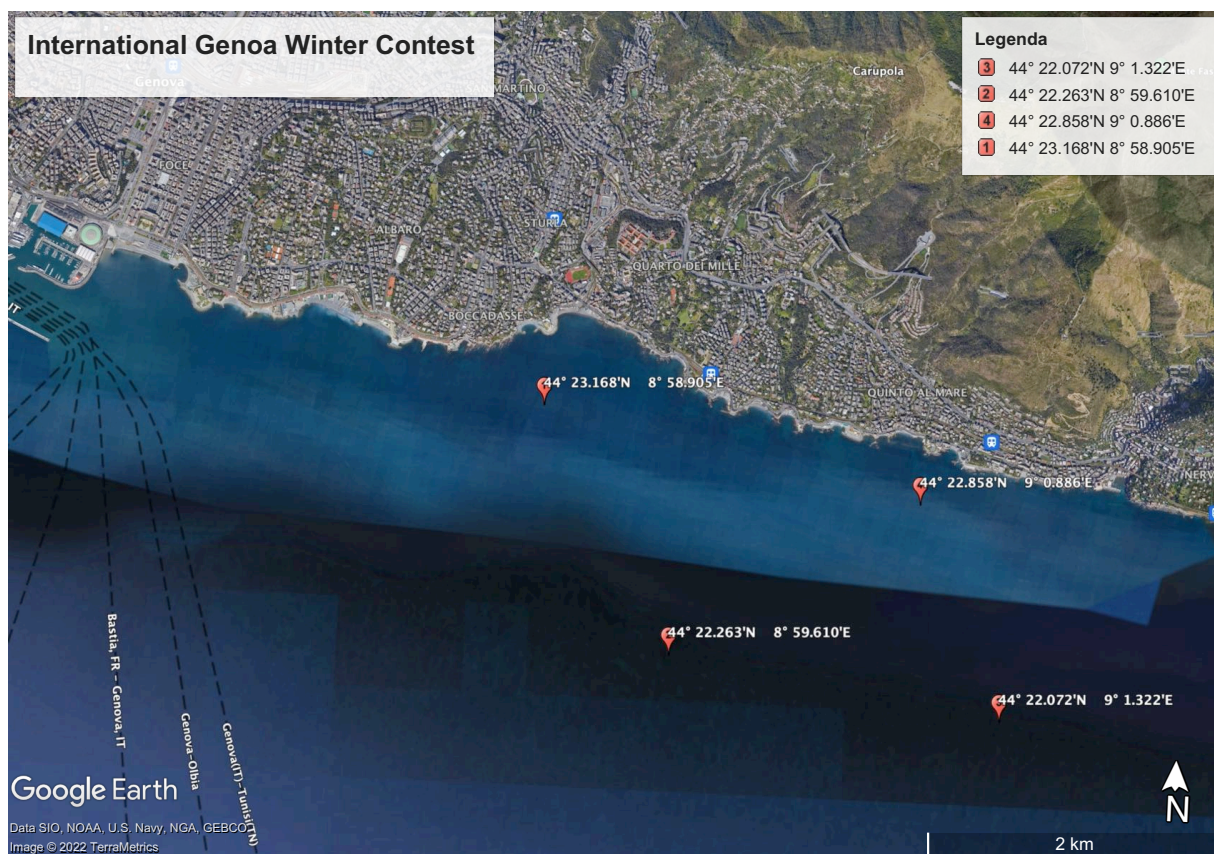 International Genoa Winter Contest
Legenda
3 44° 22.072'N 9° 1.322'E
2 44° 22.263'N 8° 59.610'E
4 44° 22.858'N 9° 0.886'E
1 44° 23.168'N 8° 58.905'E
Genova
Carupola
MARTINO
FOCE
STURLA
ALBARO
QUARTO DEI MILLE
IT
BOCCADASSE
44° 23.168'N 8° 58.905'E
QUINTO AL MARE
44° 22.858'N 9° 0.886'E
NERV
44° 22.263'N 8° 59.610'E
44° 22.072'N 9° 1.322'E
Bastia, FR - Genova, IT
Genova-Olbia
Genova(IT)-Tunisi(TN)
Google Earth
N
Data SIO, NOAA, U.S. Navy, NGA, GEBCO
Image © 2022 TerraMetrics
2 km